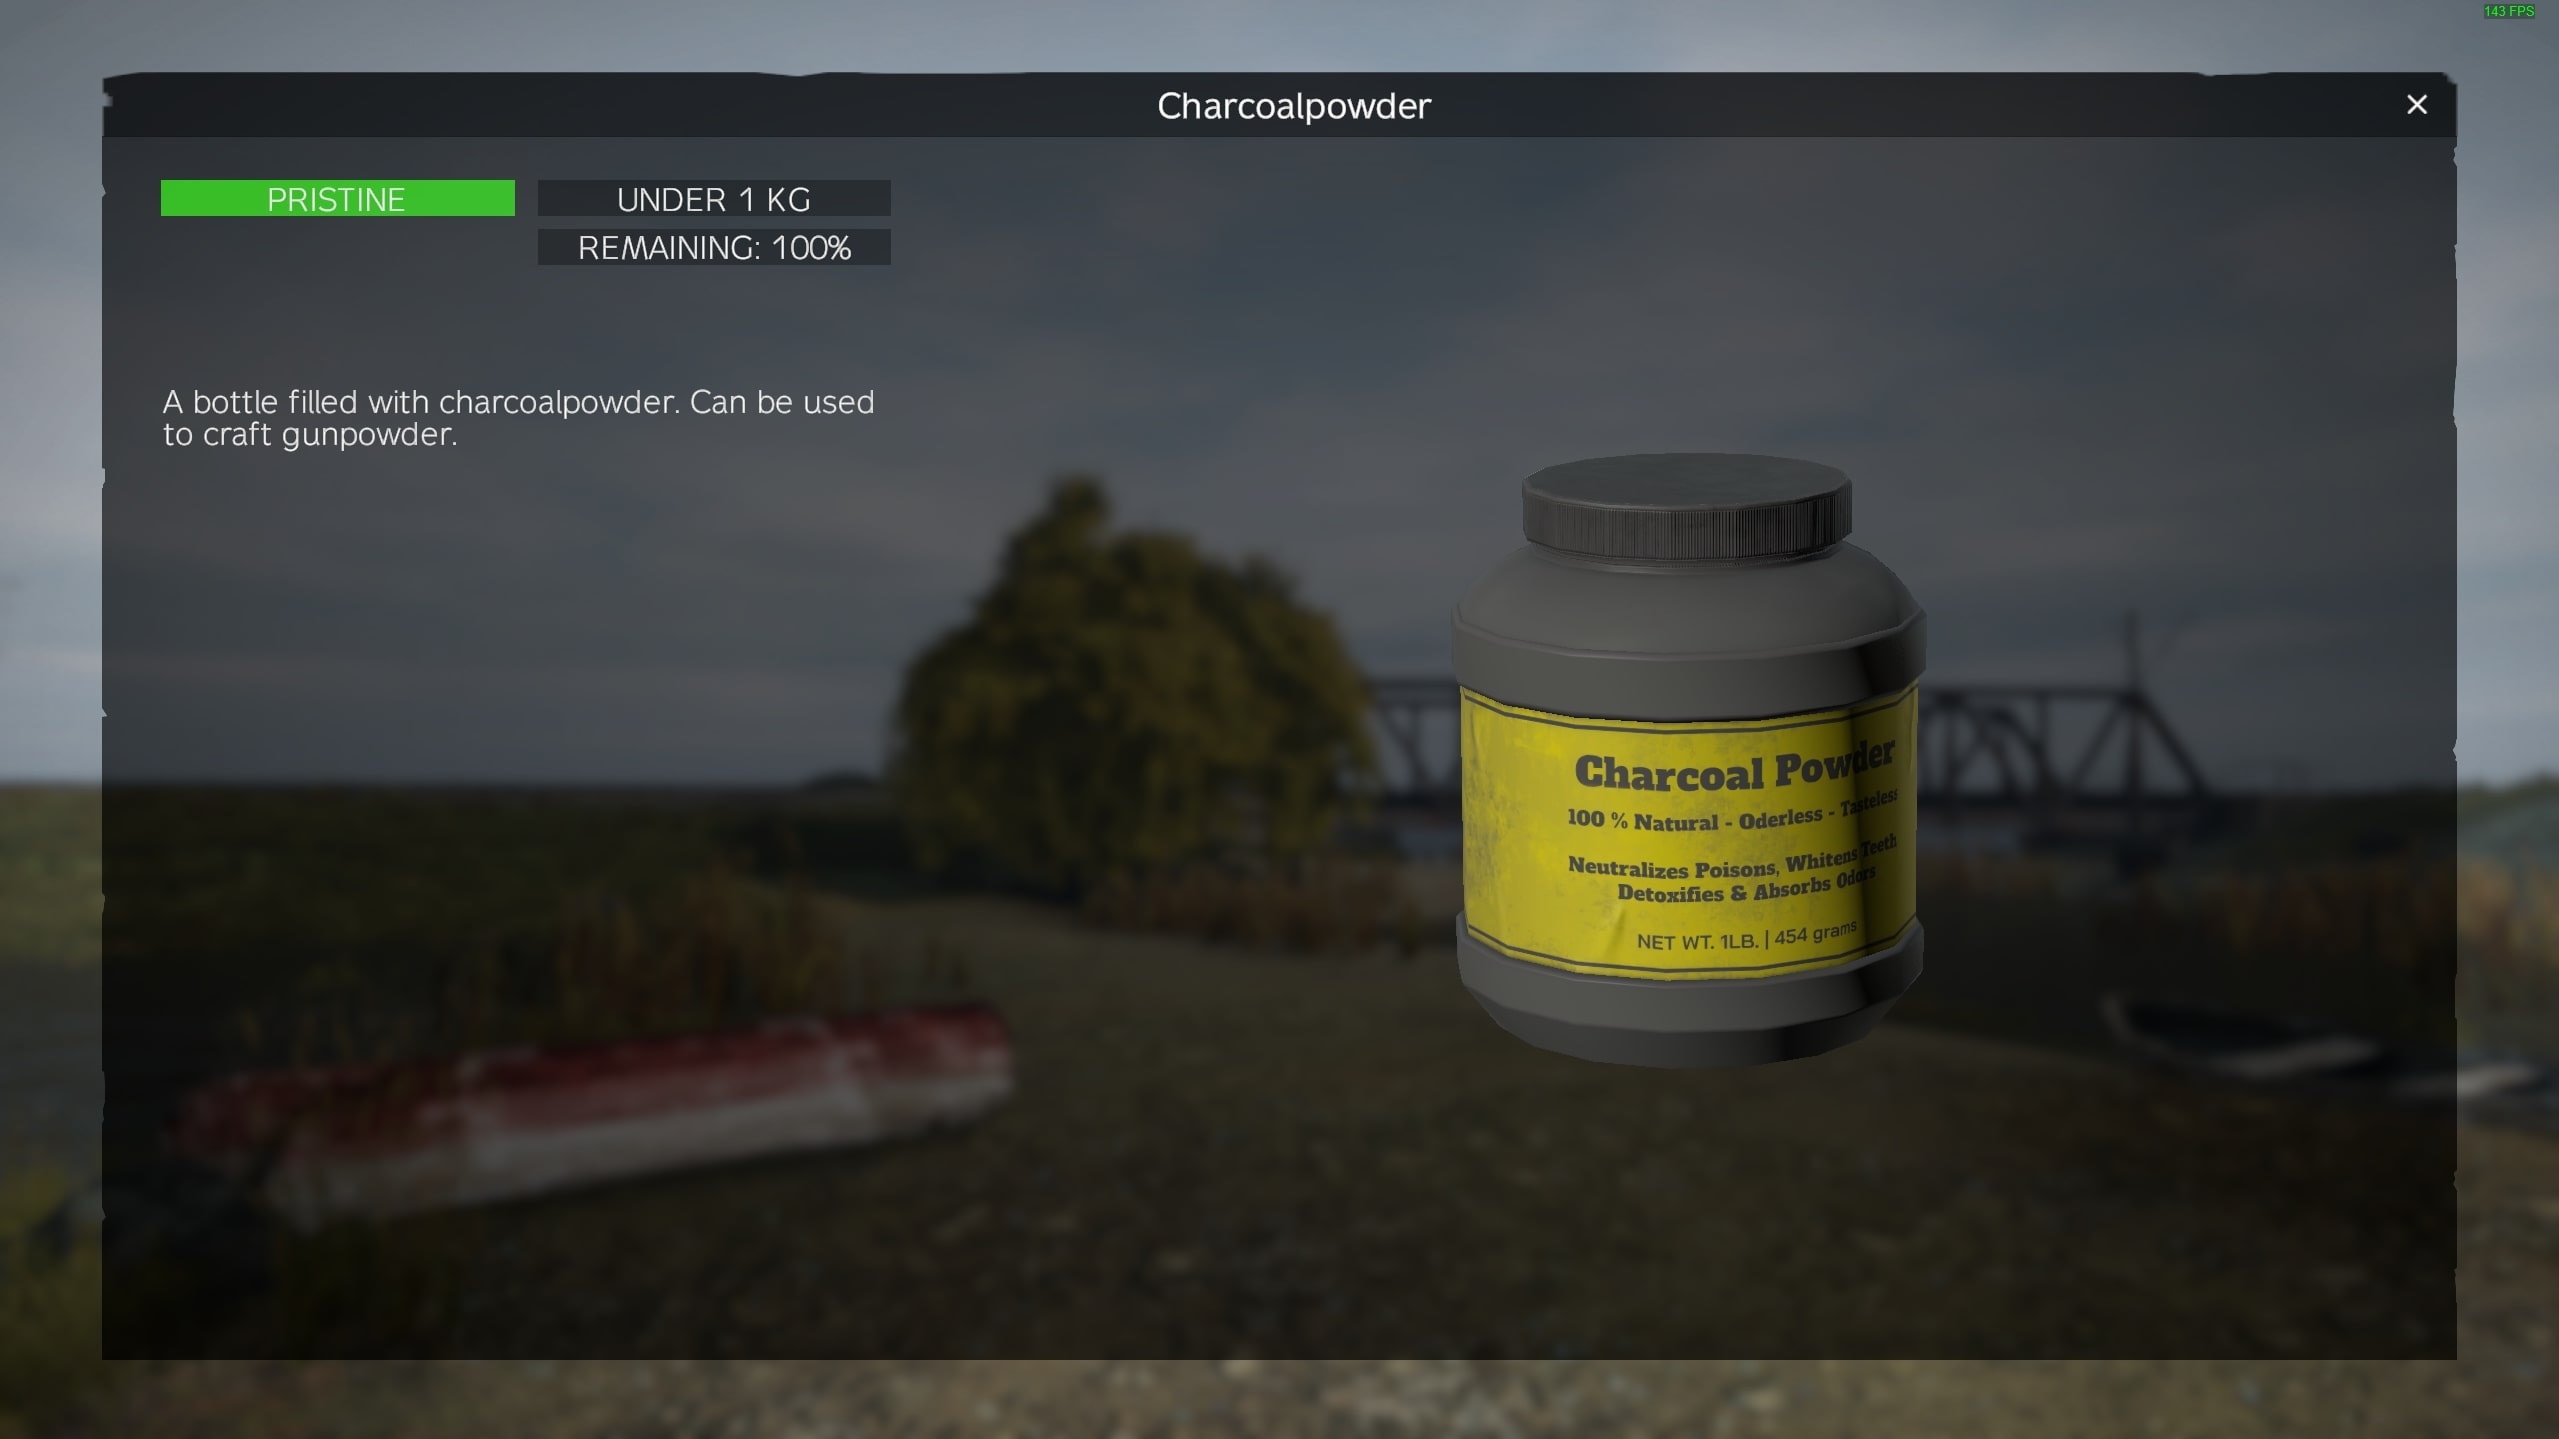 143 FPS
Charcoalpowder
PRISTINE
UNDER 1 KG
REMAINING: 100%
A bottle filled with charcoalpowder. Can be used
to craft gunpowder.
Charcoal Powder
100 % Natural - Oderless - Tasteless
Neutralizes Poisons, Whitens Teeth
Detoxifies & Absorbs Odors
NET WT. 1LB. | 454 grams